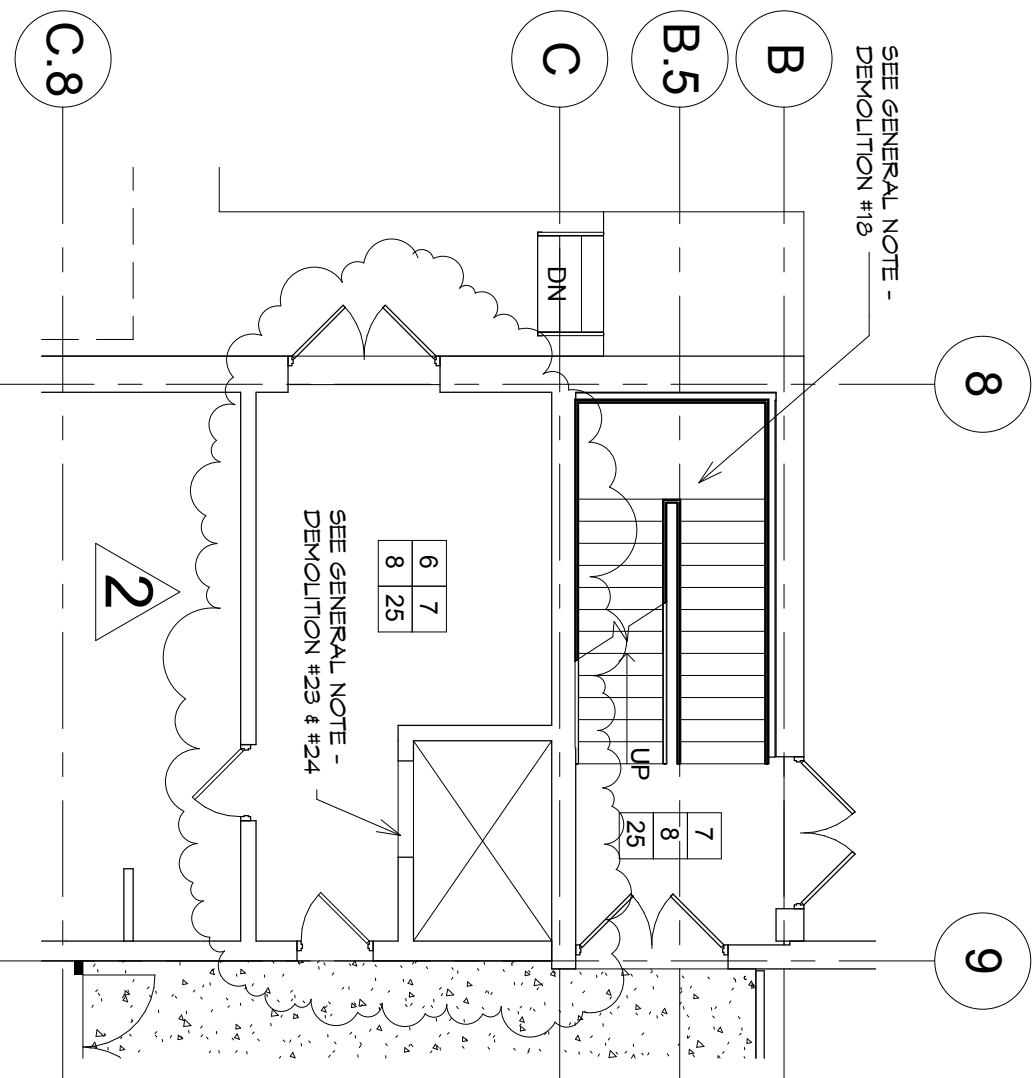 C.8
C
B.5
B
SEE GENERAL NOTE -
DEMOLITION #18
8
DN
UP
6 7
8 25
SEE GENERAL NOTE -
DEMOLITION #23 & #24
2
7
8
25
9